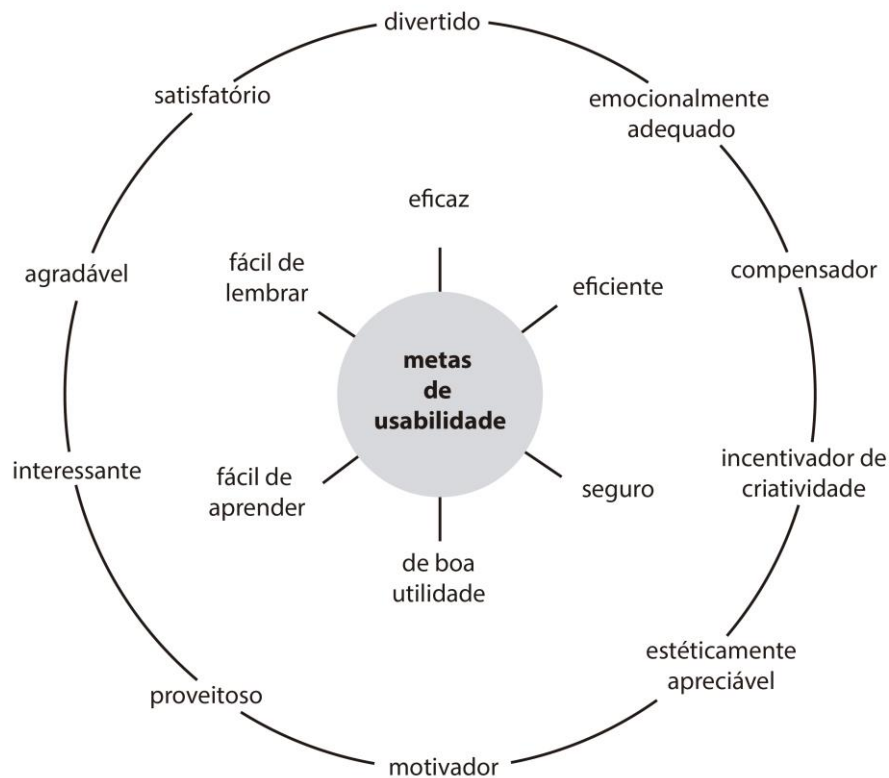 divertido
satisfatório
emocionalmente
adequado
eficaz
fácil de
lembrar
eficiente
agradável
compensador
metas
de
usabilidade
interessante
fácil de
aprender
seguro
incentivador de
criatividade
de boa
utilidade
estéticamente
apreciável
proveitoso
motivador